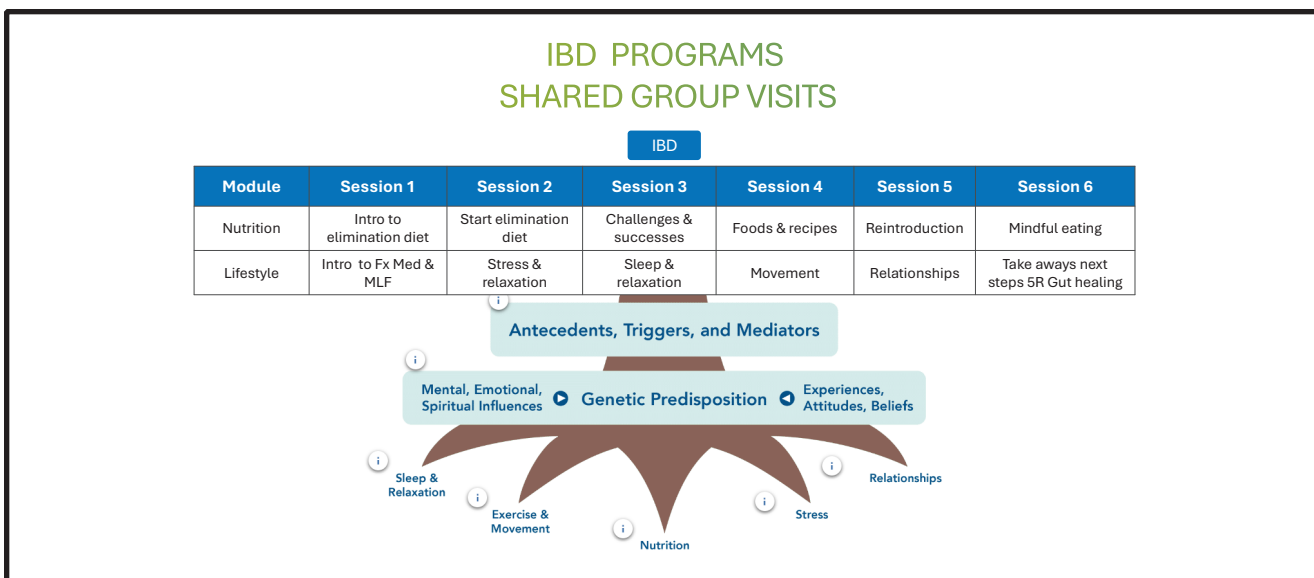 IBD PROGRAMS
SHARED GROUP VISITS
IBD
Module Session 1 Session 2 Session 3 Session 4 Session 5 Session 6
Nutrition
Intro to
elimination diet
Start elimination
diet
Challenges &
successes
Foods & recipes
Reintroduction
Mindful eating
Lifestyle
Intro to Fx Med &
MLF
Stress &
relaxation
Sleep &
relaxation
Movement
Relationships
Take aways next
steps 5R Gut healing
i
Antecedents, Triggers, and Mediators
i
Mental, Emotional,
Spiritual Influences
Genetic Predisposition
Experiences,
Attitudes, Beliefs
i
Sleep &
Relaxation
i
Exercise &
Movement
i
Nutrition
i
Stress
i
Relationships